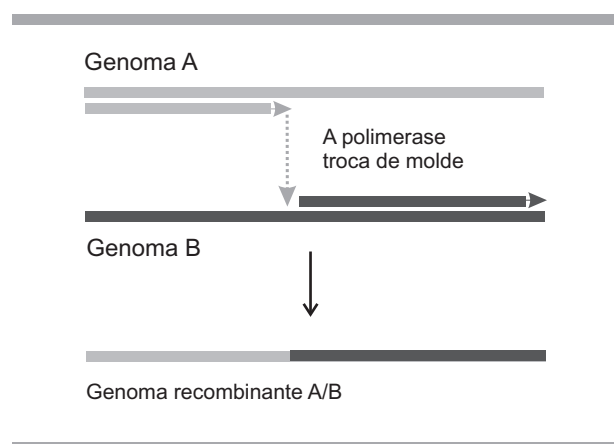 Genoma A
A polimerase
troca de molde
Genoma B
Genoma recombinante A/B